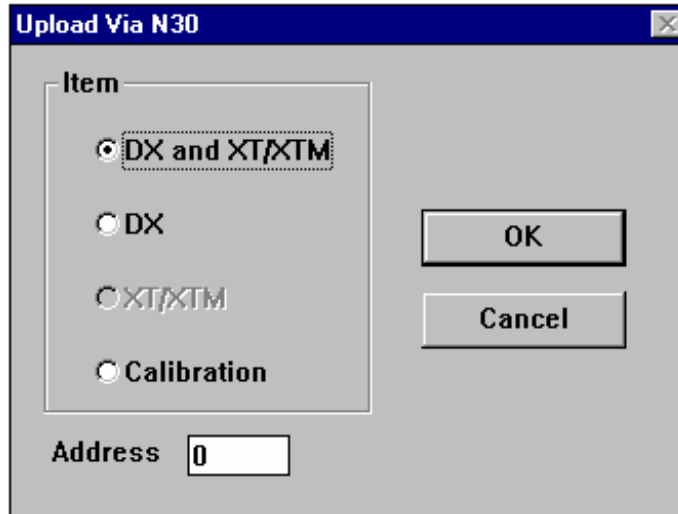 Upload Via N30
Item
DX and XT/XTM
DX
XT/XTM
Calibration
OK
Cancel
Address 0